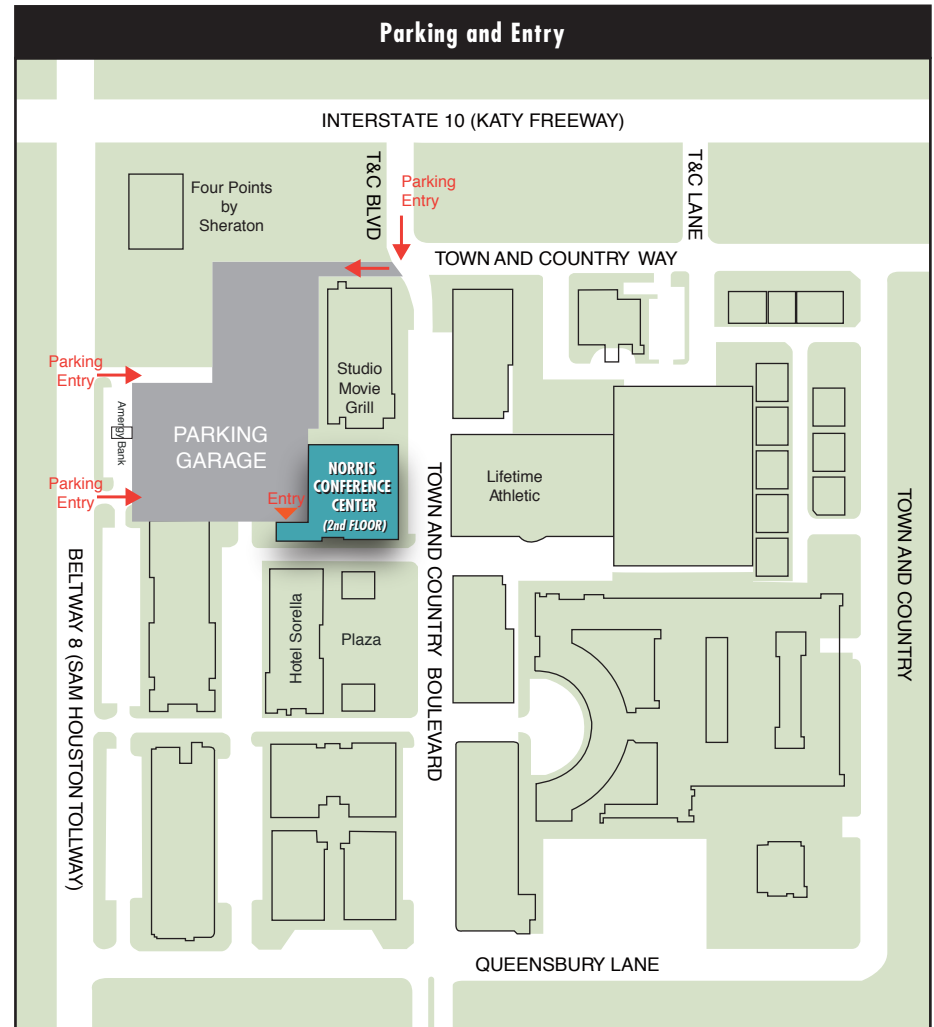 Parking and Entry
INTERSTATE 10 (KATY FREEWAY)
T&C BLVD
T&C LANE
Four Points
by
Sheraton
Parking
Entry
TOWN AND COUNTRY WAY
Parking
Entry
Studio
Movie
Grill
Amergy Bank
PARKING
GARAGE
NORRIS
CONFERENCE
CENTER
(2nd FLOOR)
Entry
Parking
Entry
Lifetime
Athletic
TOWN AND COUNTRY BOULEVARD
TOWN AND COUNTRY
BELTWAY 8 (SAM HOUSTON TOLLWAY)
Hotel Sorella
Plaza
QUEENSBURY LANE